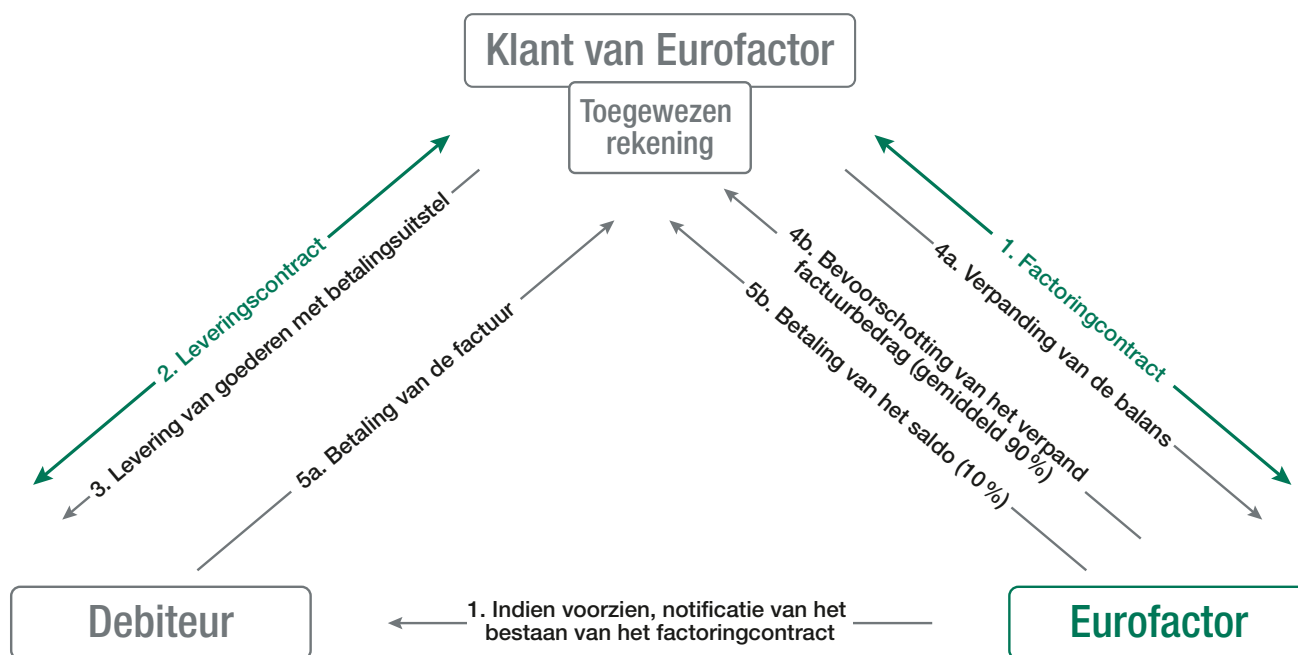 Klant van Eurofactor
Toegewezen
rekening
2. Leveringscontract
3. Levering van goederen met betalingsuitstel
5a. Betaling van de factuur
1. Factoringcontract
4a. Verpanding van de balans
4b. Bevoorschotting van het verpand
factuurbedrag (gemiddeld 90%)
5b. Betaling van het saldo (10%)
Debiteur
1. Indien voorzien, notificatie van het
bestaan van het factoringcontract
Eurofactor